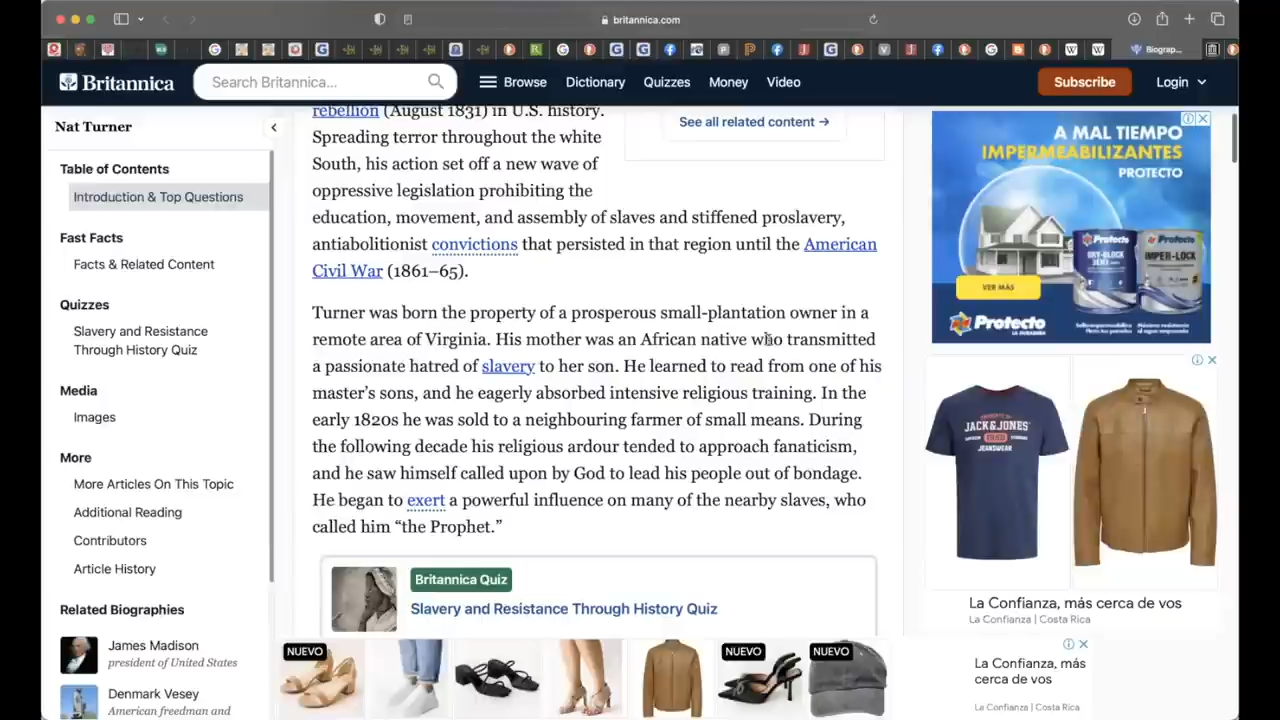 britannica.com
Biograp...
Britannica
Search Britannica...
Browse
Dictionary
Quizzes
Money
Video
Subscribe
Login
Nat Turner
Table of Contents
Introduction & Top Questions
Fast Facts
Facts & Related Content
Quizzes
Slavery and Resistance
Through History Quiz
Media
Images
More
More Articles On This Topic
Additional Reading
Contributors
Article History
Related Biographies
James Madison
president of United States
Denmark Vesey
American freedman and
rebellion (August 1831) in U.S. history.
Spreading terror throughout the white
South, his action set off a new wave of
oppressive legislation prohibiting the
education, movement, and assembly of slaves and stiffened proslavery,
antiabolitionist convictions that persisted in that region until the American
Civil War (1861–65).
See all related content →
Turner was born the property of a prosperous small-plantation owner in a
remote area of Virginia. His mother was an African native who transmitted
a passionate hatred of slavery to her son. He learned to read from one of his
master's sons, and he eagerly absorbed intensive religious training. In the
early 1820s he was sold to a neighbouring farmer of small means. During
the following decade his religious ardour tended to approach fanaticism,
and he saw himself called upon by God to lead his people out of bondage.
He began to exert a powerful influence on many of the nearby slaves, who
called him “the Prophet.”
Britannica Quiz
Slavery and Resistance Through History Quiz
NUEVO
NUEVO
NUEVO
A MAL TIEMPO
IMPERMEABILIZANTES
PROTECTO
VER MÁS
Protecto
Protecto
Protecto
IMPER-LOCK
JACK & JONES
JEANSWEAR
La Confianza, más cerca de vos
La Confianza | Costa Rica
La Confianza, más
cerca de vos
La Confianza | Costa Rica